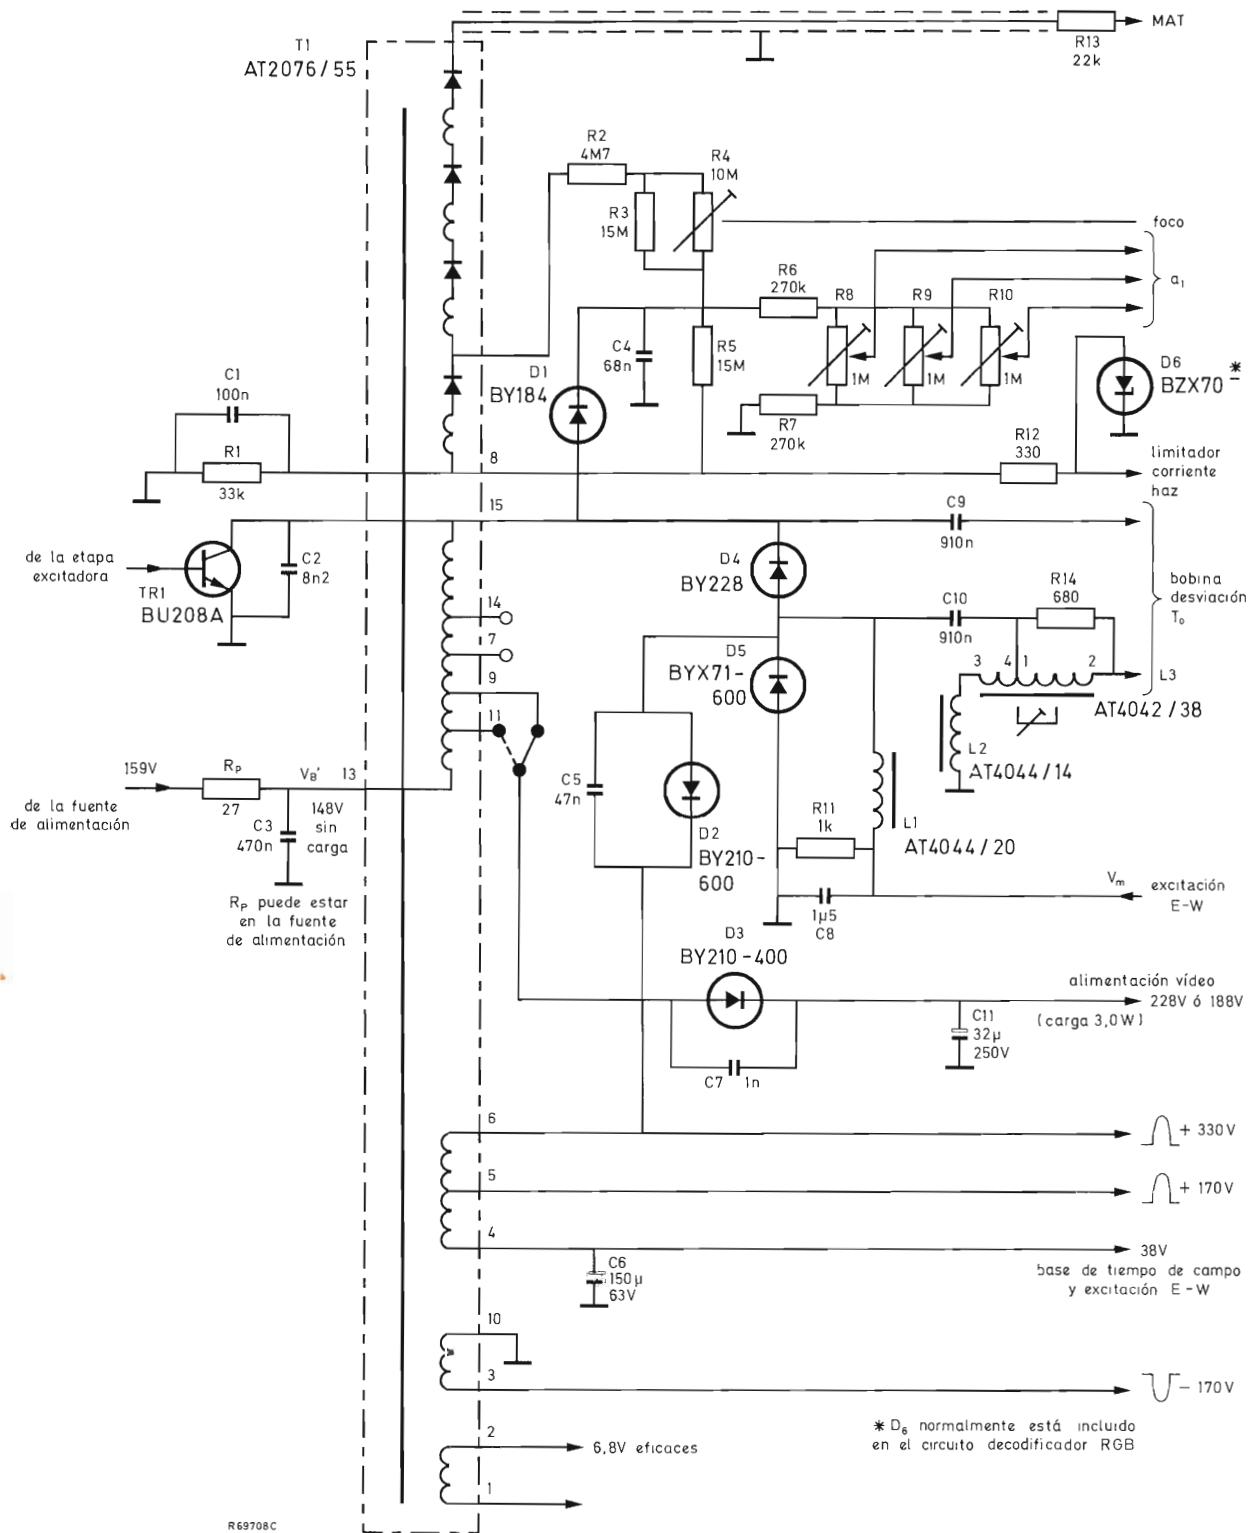 MAT
R13
22k
T1
AT2076/55
R2
4M7
R4
10M
R3
15M
foco
a₁
R6
270k
R8
R9
R10
1M
1M
1M
C4
68n
R5
15M
D1
BY184
D6
BZX70 *
R7
270k
C1
100n
R1
33k
8
R12
330
limitador
corriente
haz
15
C9
910n
de la etapa
excitadora
TR1
BU208A
C2
8n2
D4
BY228
bobina
desviación
T₀
C10
910n
R14
680
14
7
9
11
D5
BYX71-
600
3
4
1
2
L3
AT4042/38
L2
AT4044/14
159V
Rₚ
27
V_B'
13
de la fuente
de alimentación
C3
470n
148V
sin
carga
C5
47n
D2
BY210-
600
R11
1k
L1
AT4044/20
Rₚ puede estar
en la fuente
de alimentación
Vₘ
excitación
E-W
1µ5
C8
D3
BY210-400
alimentación vídeo
228V ó 188V
(carga 3,0W)
C11
32µ
250V
C7
1n
6
+ 330V
5
+ 170V
4
38V
base de tiempo de campo
y excitación E-W
C6
150µ
63V
10
3
- 170V
2
6,8V eficaces
1
* D₆ normalmente está incluido
en el circuito decodificador RGB
R69708C